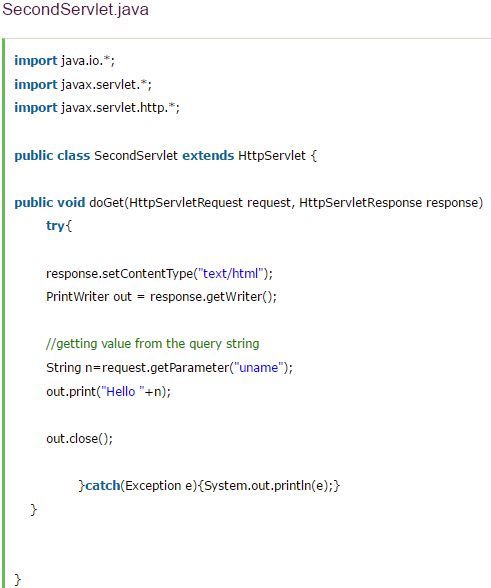 SecondServlet.java
import java.io.*;
import javax.servlet.*;
import javax.servlet.http.*;
public class SecondServlet extends HttpServlet {
public void doGet(HttpServletRequest request, HttpServletResponse response)
try{
response.setContentType("text/html");
PrintWriter out = response.getWriter();
//getting value from the query string
String n=request.getParameter("uname");
out.print("Hello "+n);
out.close();
}catch(Exception e){System.out.println(e);}
}
}